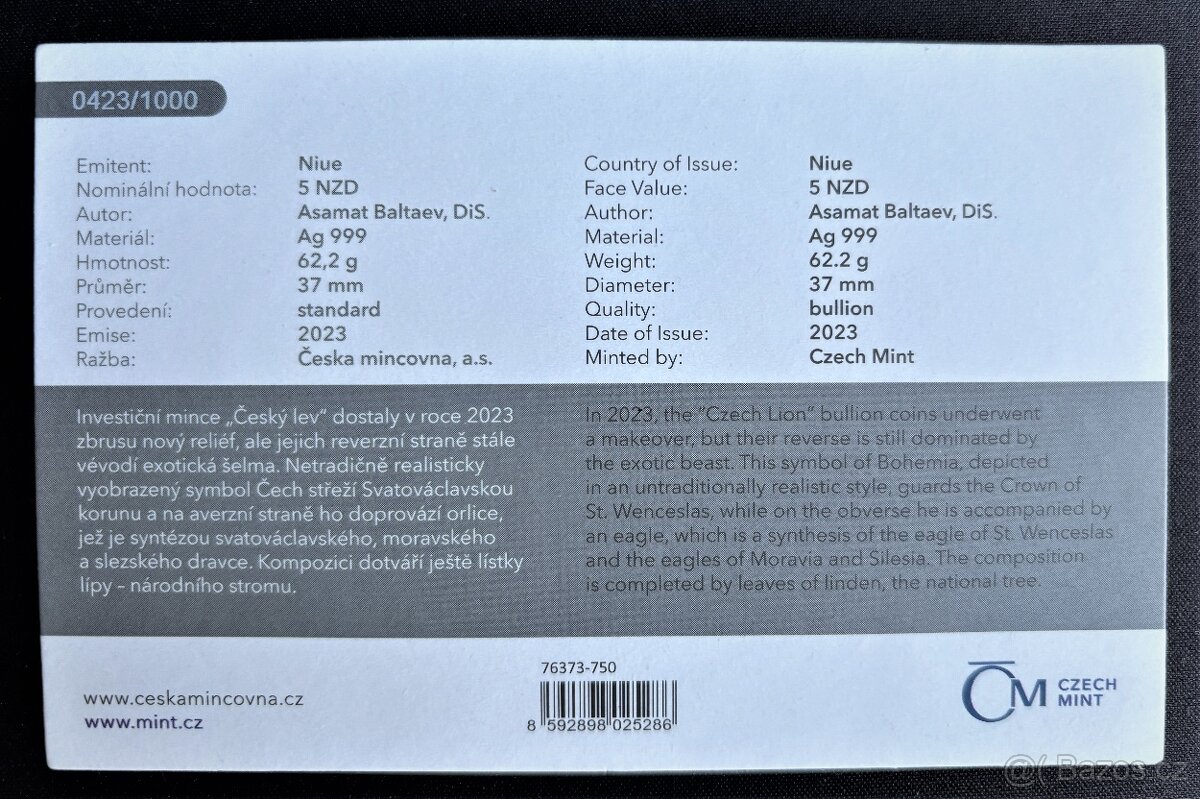 0423/1000
Emitent: Niue
Nominální hodnota: 5 NZD
Autor: Asamat Baltaev, DiS.
Materiál: Ag 999
Hmotnost: 62,2 g
Průměr: 37 mm
Provedení: standard
Emise: 2023
Ražba: Česka mincovna, a.s.
Country of Issue: Niue
Face Value: 5 NZD
Author: Asamat Baltaev, DiS.
Material: Ag 999
Weight: 62.2 g
Diameter: 37 mm
Quality: bullion
Date of Issue: 2023
Minted by: Czech Mint
Investiční mince „Český lev“ dostaly v roce 2023
zbrusu nový reliéf, ale jejich reverzní straně stále
vévodí exotická šelma. Netradičně realisticky
vyobrazený symbol Čech střeží Svatováclavskou
korunu a na averzní straně ho doprovází orlice,
jež je syntézou svatováclavského, moravského
a slezského dravce. Kompozici dotváří ještě lístky
lípy – národního stromu.
In 2023, the “Czech Lion” bullion coins underwent
a makeover, but their reverse is still dominated by
the exotic beast. This symbol of Bohemia, depicted
in an untraditionally realistic style, guards the Crown of
St. Wenceslas, while on the obverse he is accompanied by
an eagle, which is a synthesis of the eagle of St. Wenceslas
and the eagles of Moravia and Silesia. The composition
is completed by leaves of linden, the national tree.
www.ceskamincovna.cz
www.mint.cz
76373-750
8 592898 025286
ČM CZECH
MINT
@( Bazos.cz